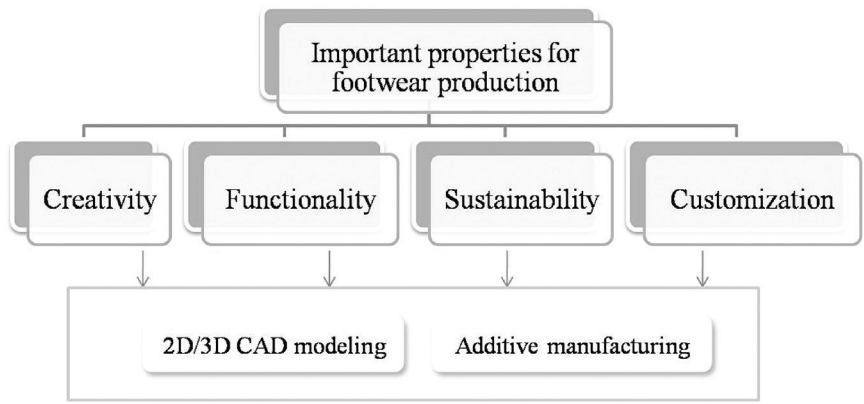 Important properties for
footwear production
Creativity
Functionality
Sustainability
Customization
2D/3D CAD modeling
Additive manufacturing